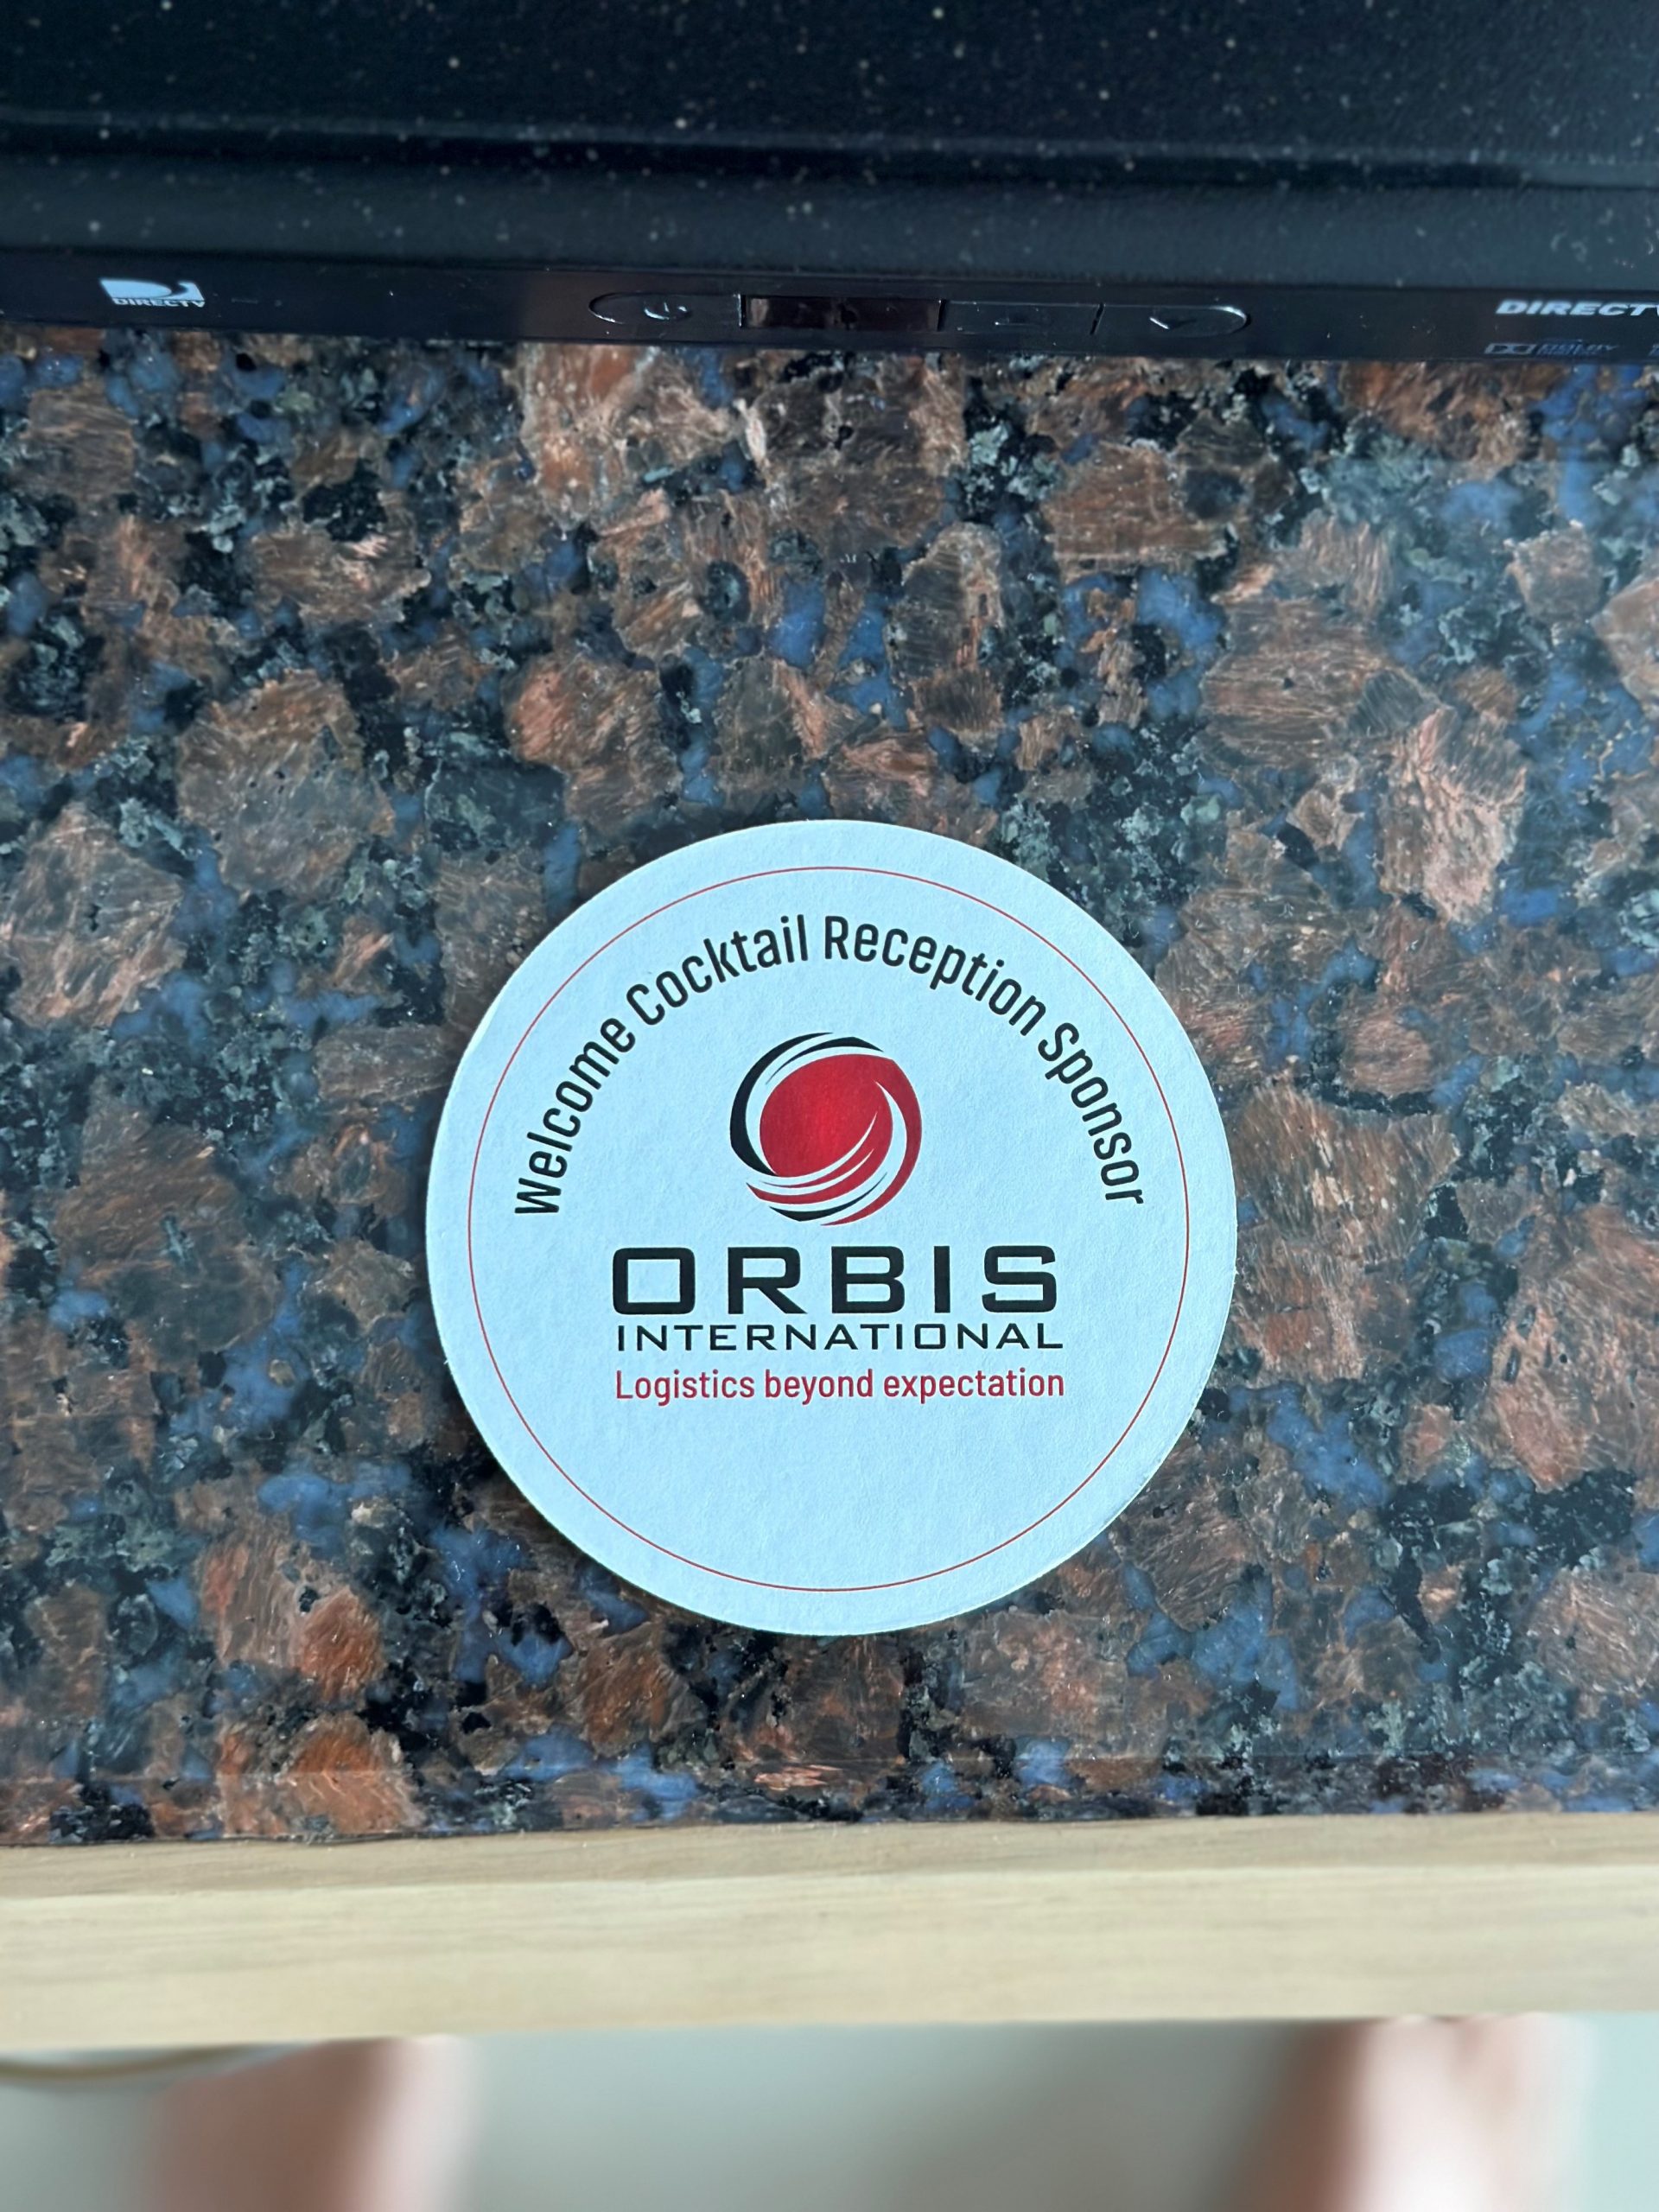 DIRECTV
DIRECTV
Welcome Cocktail Reception Sponsor
ORBIS
INTERNATIONAL
Logistics beyond expectation